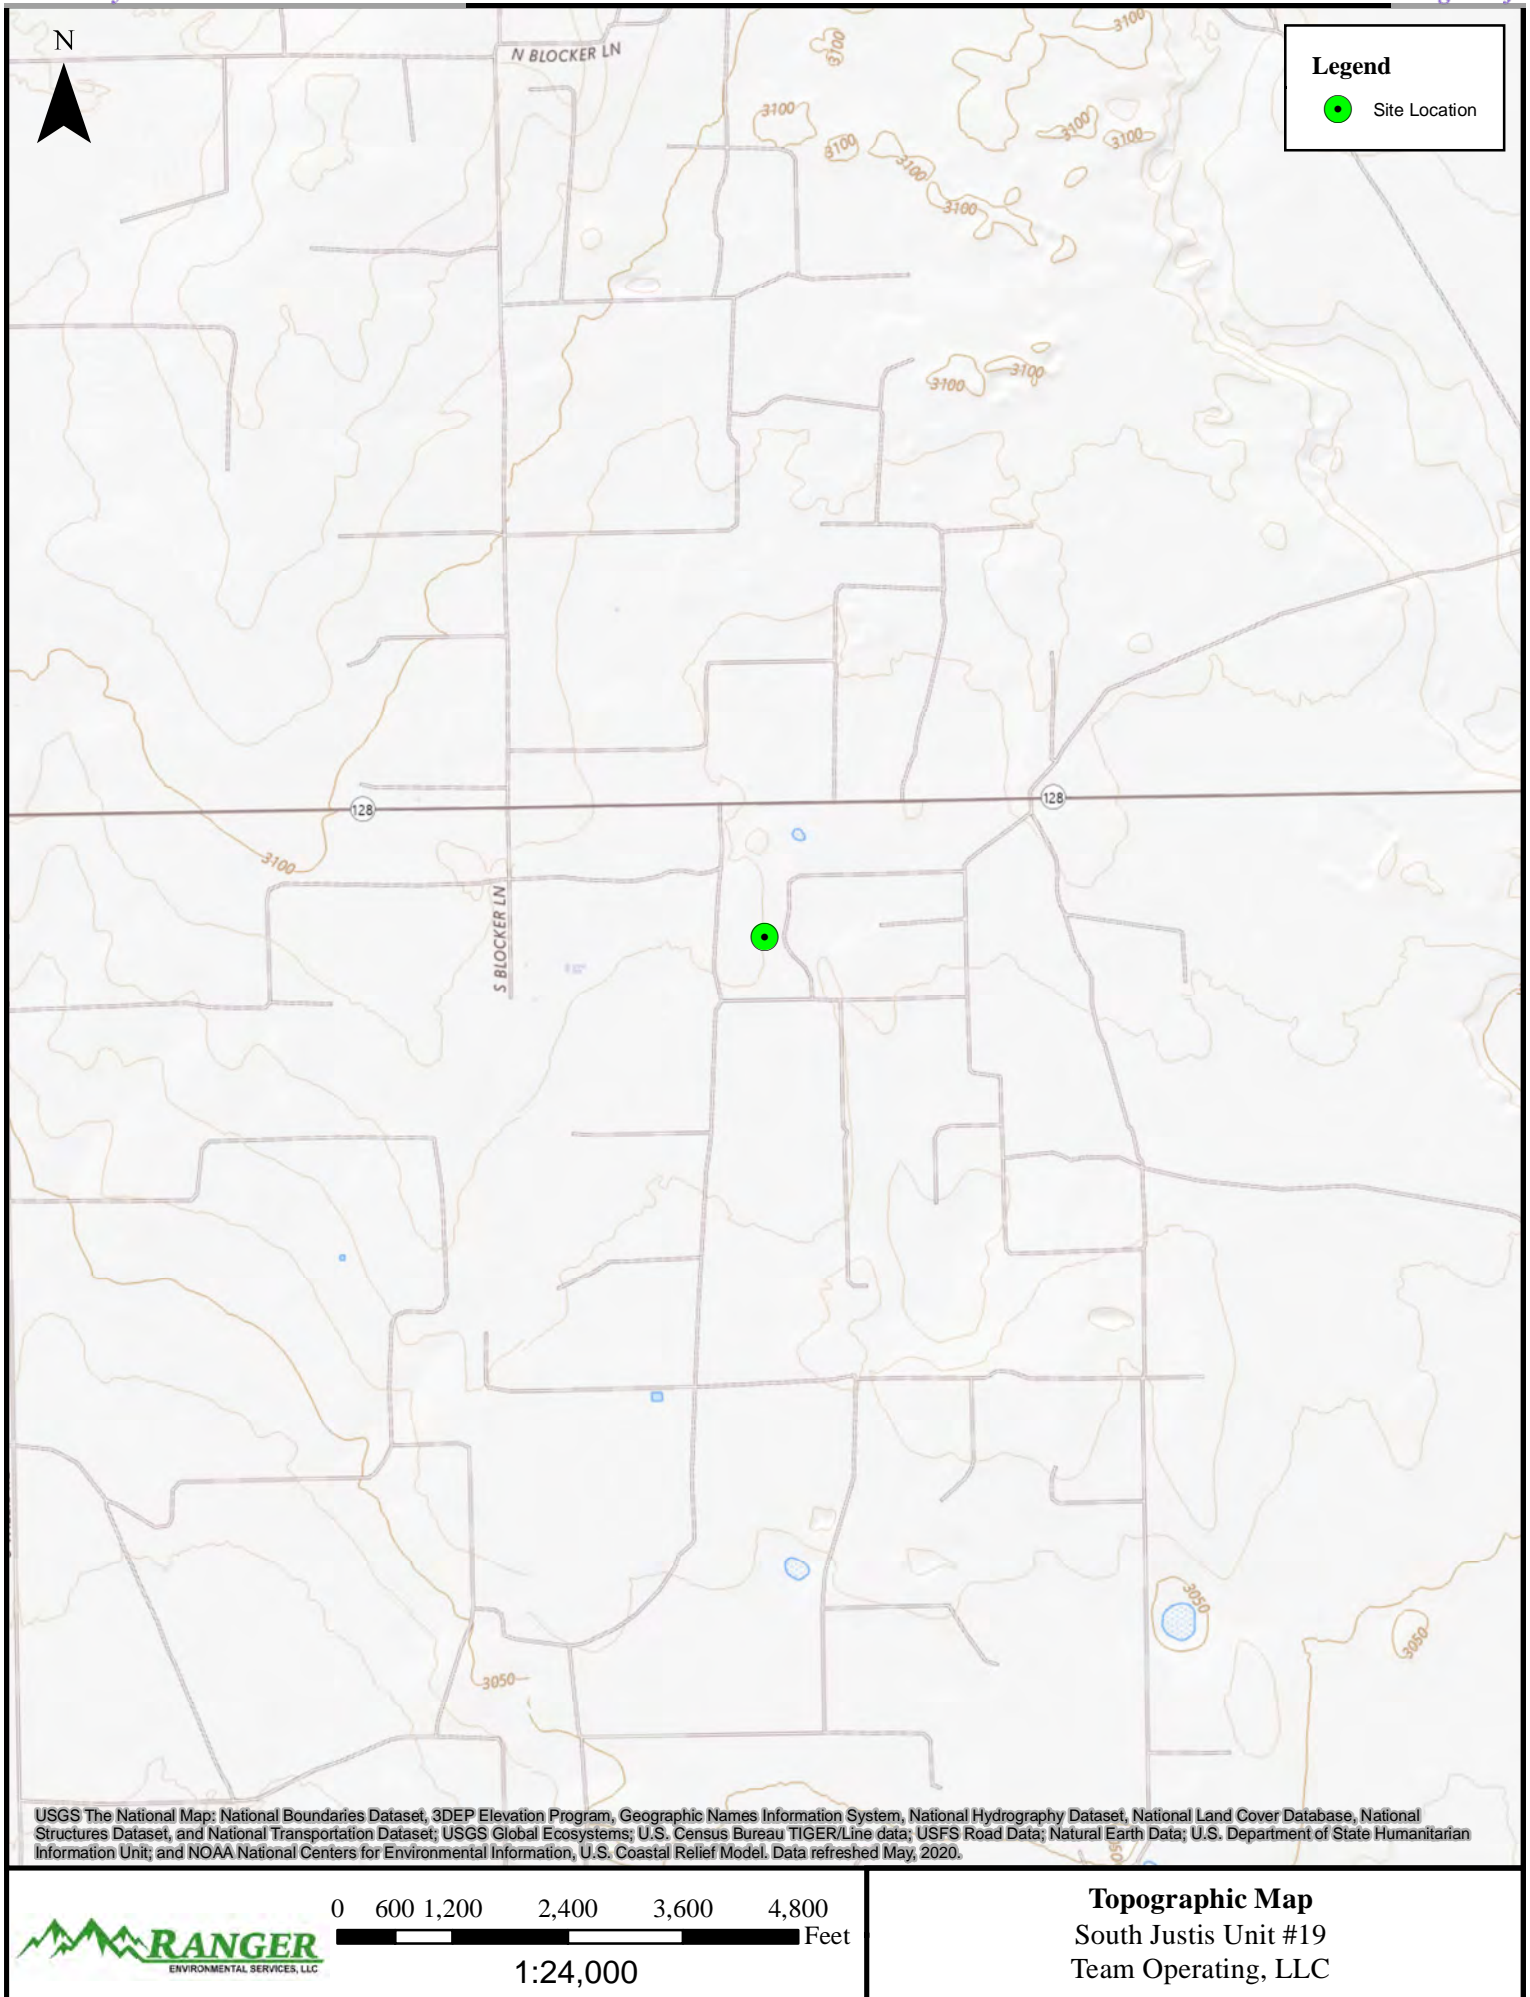 N
N BLOCKER LN
Legend
Site Location
3100
3100
3100
3100
3100
3100
3100
3100
3100
3100
128
128
3100
S BLOCKER LN
3050
3050
3050
USGS The National Map: National Boundaries Dataset, 3DEP Elevation Program, Geographic Names Information System, National Hydrography Dataset, National Land Cover Database, National
Structures Dataset, and National Transportation Dataset; USGS Global Ecosystems; U.S. Census Bureau TIGER/Line data; USFS Road Data; Natural Earth Data; U.S. Department of State Humanitarian
Information Unit; and NOAA National Centers for Environmental Information, U.S. Coastal Relief Model. Data refreshed May, 2020.
RANGER
ENVIRONMENTAL SERVICES, LLC
0 600 1,200 2,400 3,600 4,800
Feet
1:24,000
Topographic Map
South Justis Unit #19
Team Operating, LLC